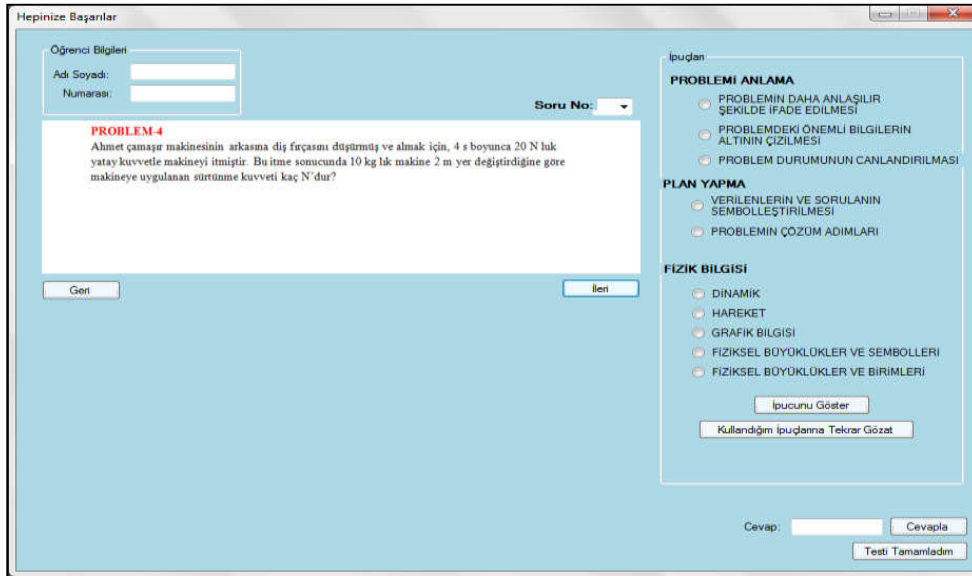 Hepinize Başarılar
Öğrenci Bilgileri
Adı Soyadı:
Numarası:
Soru No:
PROBLEM-4
Ahmet çamaşır makinesinin arkasına diş fırçasını düşürmüş ve almak için, 4 s boyunca 20 N luk
yatay kuvvetle makineyi itmiştir. Bu itme sonucunda 10 kg lık makine 2 m yer değiştirdiğine göre
makineye uygulanan sürtünme kuvveti kaç N'dur?
Geri
İleri
İpuçları
PROBLEMİ ANLAMA
PROBLEMİN DAHA ANLAŞILIR
ŞEKİLDE İFADE EDİLMESİ
PROBLEMDEKİ ÖNEMLİ BİLGİLERİN
ALTININ ÇİZİLMESİ
PROBLEM DURUMUNUN CANLANDIRILMASI
PLAN YAPMA
VERİLENLERİN VE SORULANIN
SEMBOLLEŞTİRİLMESİ
PROBLEMİN ÇÖZÜM ADIMLARI
FİZİK BİLGİSİ
DİNAMİK
HAREKET
GRAFİK BİLGİSİ
FİZİKSEL BÜYÜKLÜKLER VE SEMBOLLERİ
FİZİKSEL BÜYÜKLÜKLER VE BİRİMLERİ
İpucunu Göster
Kullandığım İpuçlarına Tekrar Gözat
Cevap:
Cevapla
Testi Tamamladım